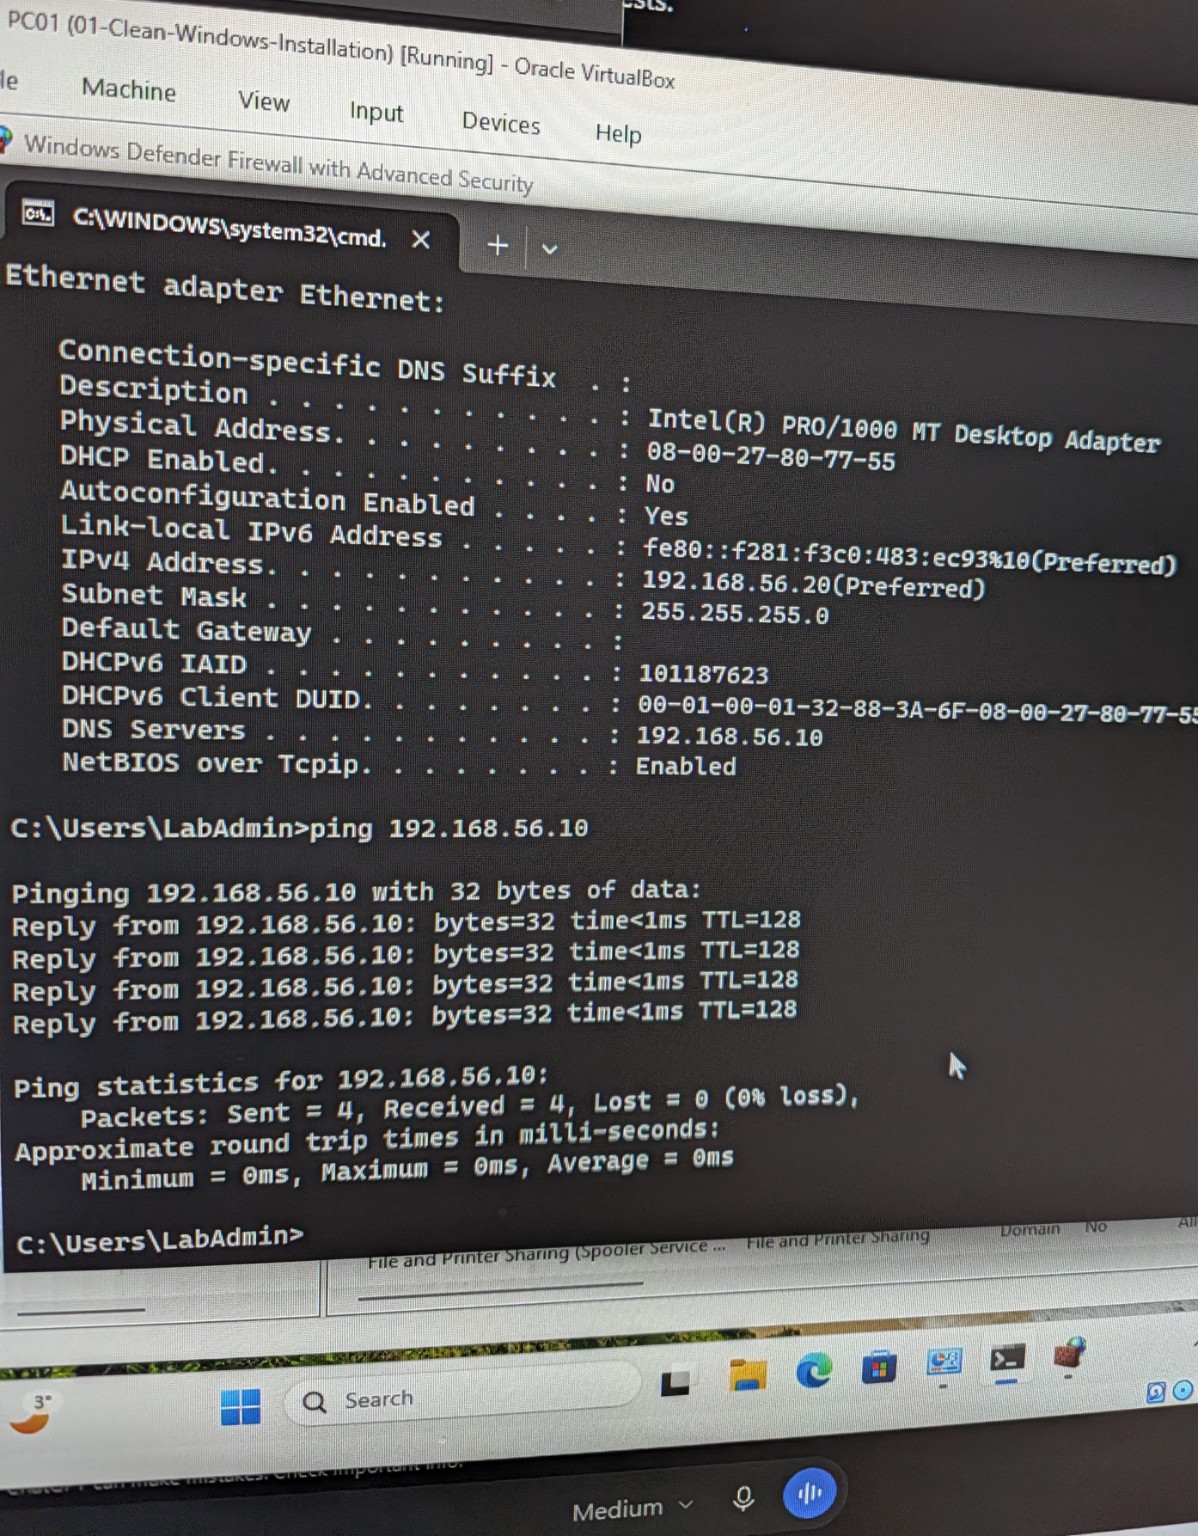 PC01 (01-Clean-Windows-Installation) [Running] - Oracle VirtualBox
Machine View Input Devices Help
Windows Defender Firewall with Advanced Security
C:\WINDOWS\system32\cmd.
Ethernet adapter Ethernet:
Connection-specific DNS Suffix . :
Description . . . . . . . . . . . : Intel(R) PRO/1000 MT Desktop Adapter
Physical Address. . . . . . . . . : 08-00-27-80-77-55
DHCP Enabled. . . . . . . . . . . : No
Autoconfiguration Enabled . . . . : Yes
Link-local IPv6 Address . . . . . : fe80::f281:f3c0:483:ec93%10(Preferred)
IPv4 Address. . . . . . . . . . . : 192.168.56.20(Preferred)
Subnet Mask . . . . . . . . . . . : 255.255.255.0
Default Gateway . . . . . . . . . :
DHCPv6 IAID . . . . . . . . . . . : 101187623
DHCPv6 Client DUID. . . . . . . . : 00-01-00-01-32-88-3A-6F-08-00-27-80-77-55
DNS Servers . . . . . . . . . . . : 192.168.56.10
NetBIOS over Tcpip. . . . . . . . : Enabled
C:\Users\LabAdmin>ping 192.168.56.10
Pinging 192.168.56.10 with 32 bytes of data:
Reply from 192.168.56.10: bytes=32 time<1ms TTL=128
Reply from 192.168.56.10: bytes=32 time<1ms TTL=128
Reply from 192.168.56.10: bytes=32 time<1ms TTL=128
Reply from 192.168.56.10: bytes=32 time<1ms TTL=128
Ping statistics for 192.168.56.10:
Packets: Sent = 4, Received = 4, Lost = 0 (0% loss),
Approximate round trip times in milli-seconds:
Minimum = 0ms, Maximum = 0ms, Average = 0ms
C:\Users\LabAdmin>
File and Printer Sharing (Spooler Service ... File and Printer Sharing Domain No
3°
Search
Medium